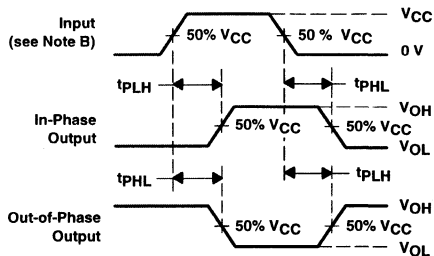 Input
(see Note B)
50% VCC
50 % VCC
VCC
0 V
tPLH
tPHL
In-Phase
Output
50% VCC
50% VCC
VOH
VOL
tPHL
tPLH
Out-of-Phase
Output
50% VCC
50% VCC
VOH
VOL